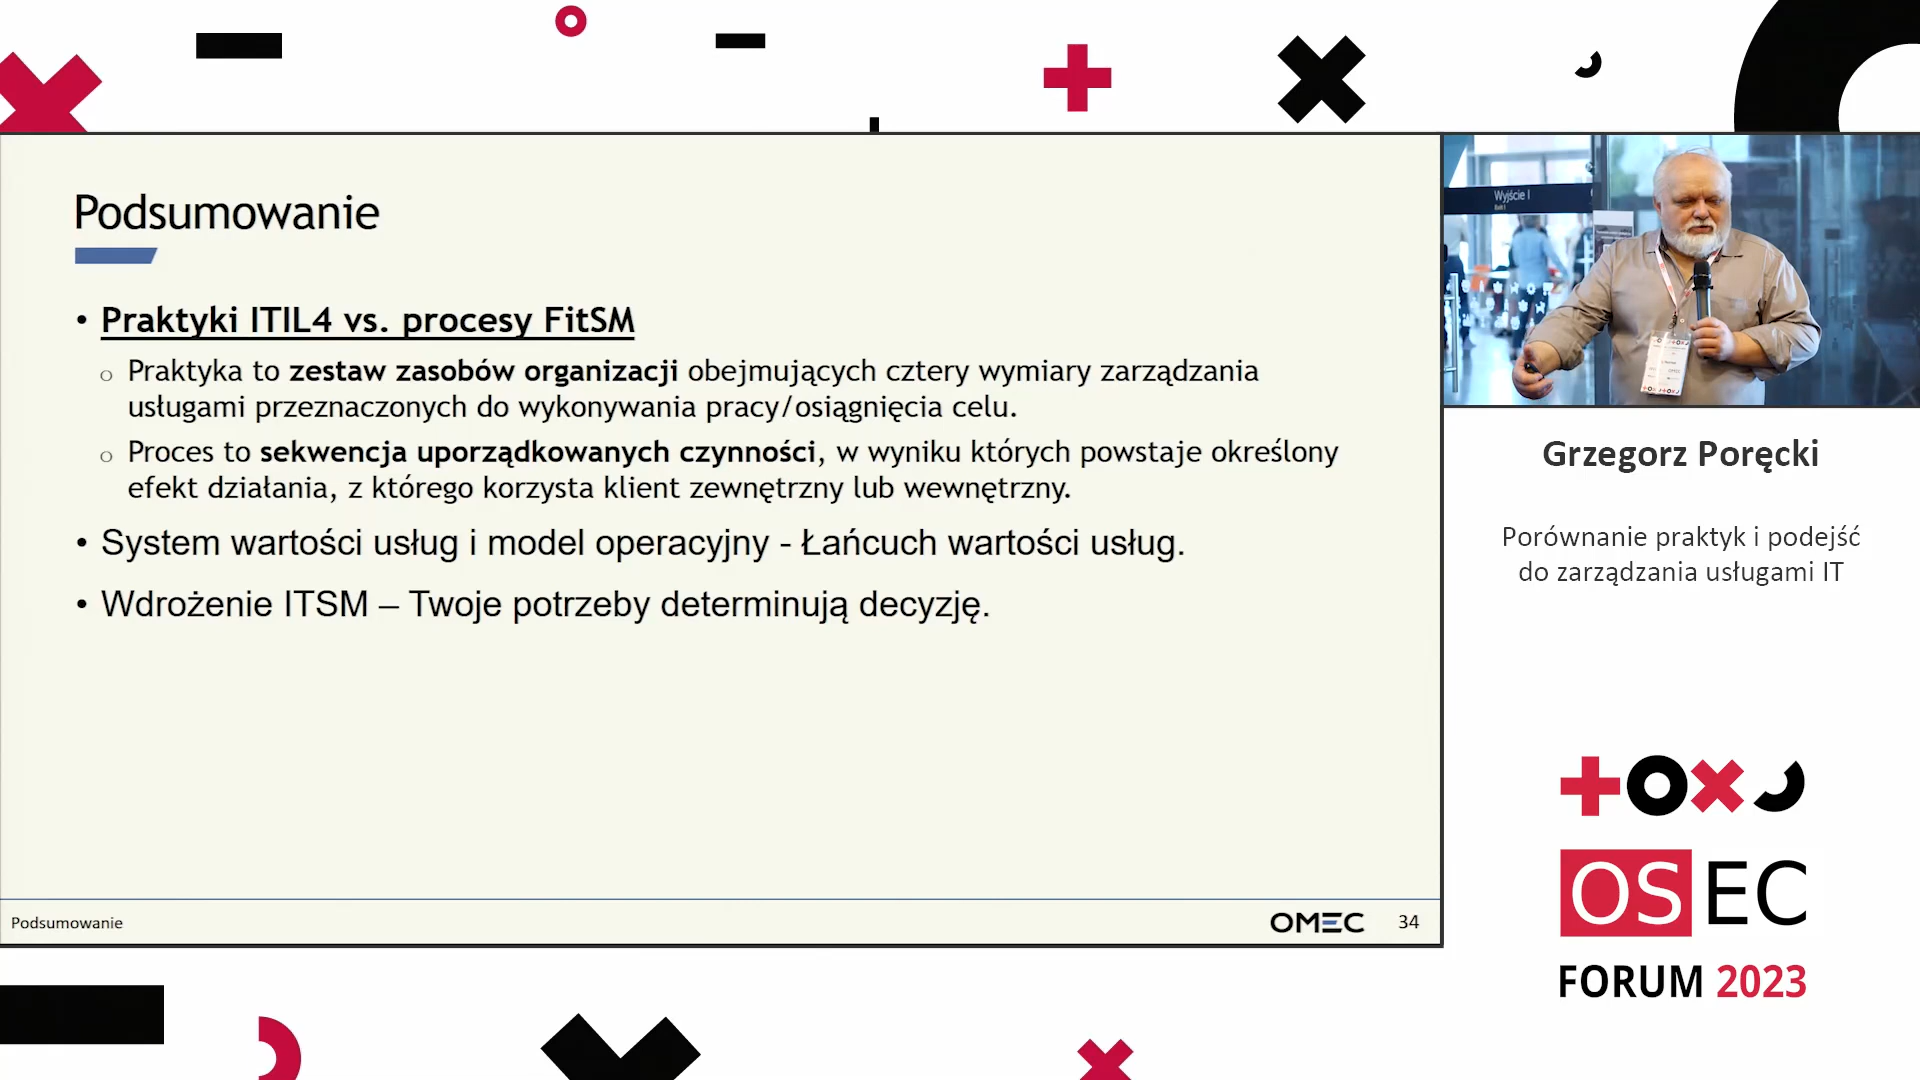 Podsumowanie
• Praktyki ITIL4 vs. procesy FitSM
o Praktyka to zestaw zasobów organizacji obejmujących cztery wymiary zarządzania
usługami przeznaczonych do wykonywania pracy/osiągnięcia celu.
o Proces to sekwencja uporządkowanych czynności, w wyniku których powstaje określony
efekt działania, z którego korzysta klient zewnętrzny lub wewnętrzny.
• System wartości usług i model operacyjny - Łańcuch wartości usług.
• Wdrożenie ITSM – Twoje potrzeby determinują decyzję.
Podsumowanie
OMEC
34
Wyjście I
Grzegorz Poręcki
Porównanie praktyk i podejść
do zarządzania usługami IT
OSEC
FORUM 2023